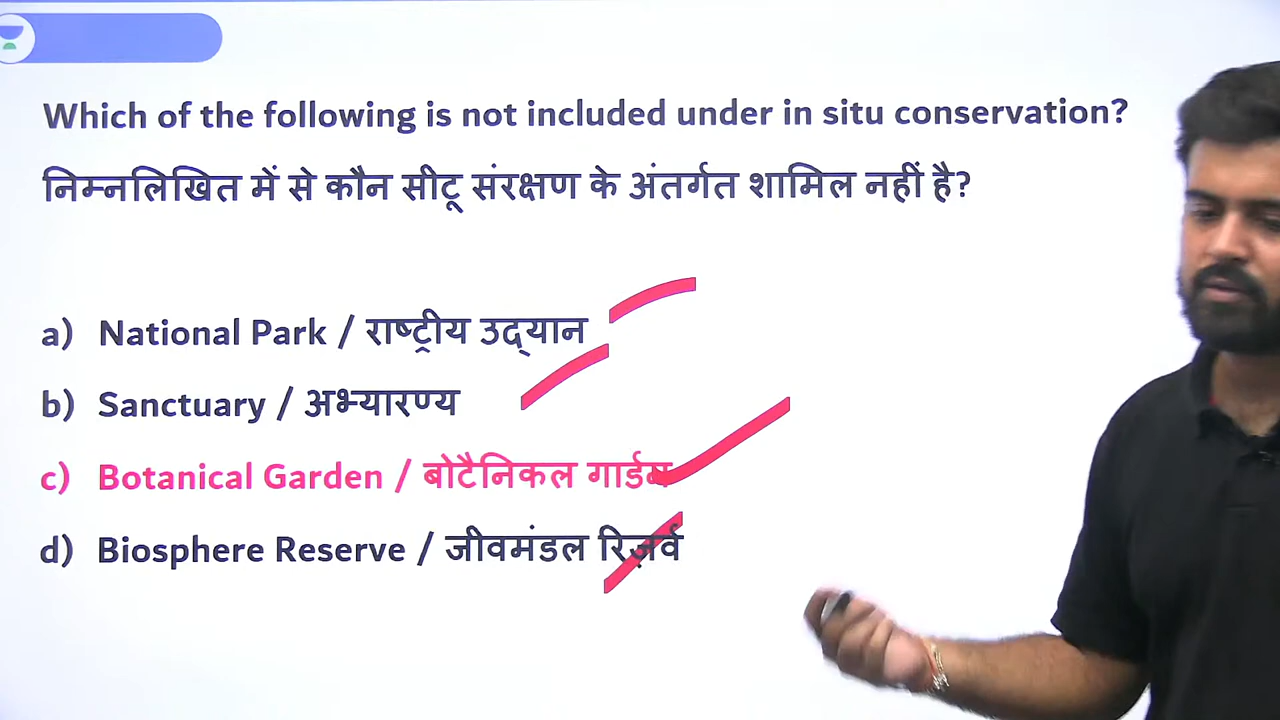 Which of the following is not included under in situ conservation?
निम्नलिखित में से कौन सीटू संरक्षण के अंतर्गत शामिल नहीं है?
a) National Park / राष्ट्रीय उद्यान
b) Sanctuary / अभ्यारण्य
c) Botanical Garden / बोटैनिकल गार्डन
d) Biosphere Reserve / जीवमंडल रिज़र्व